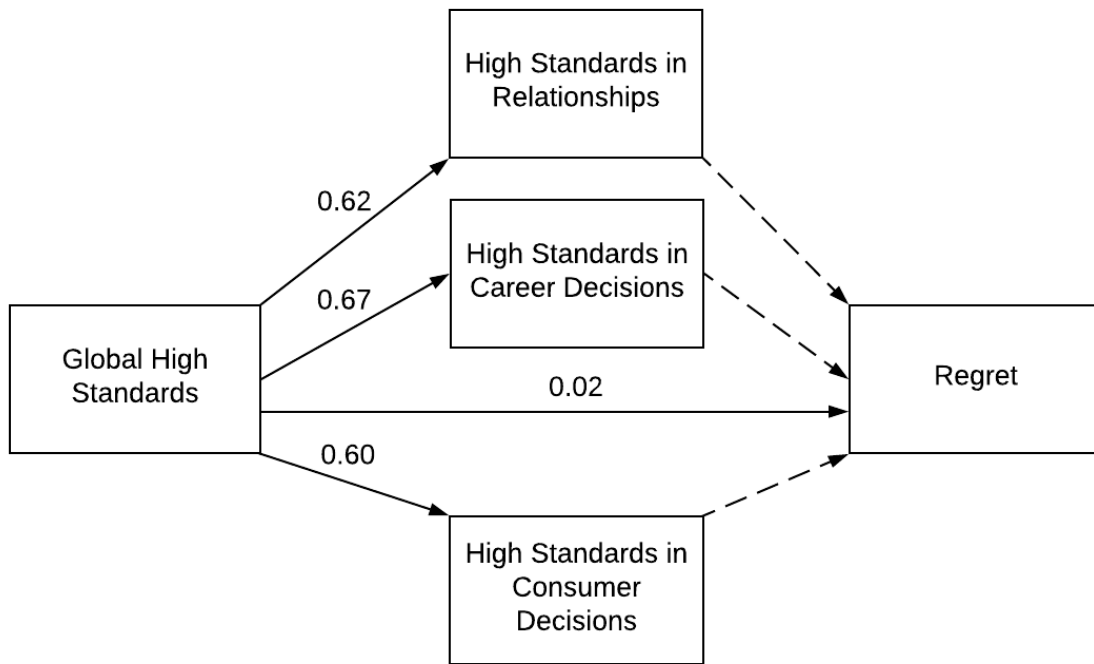 High Standards in
Relationships
0.62
High Standards in
Career Decisions
0.67
Global High
Standards
0.02
Regret
0.60
High Standards in
Consumer
Decisions